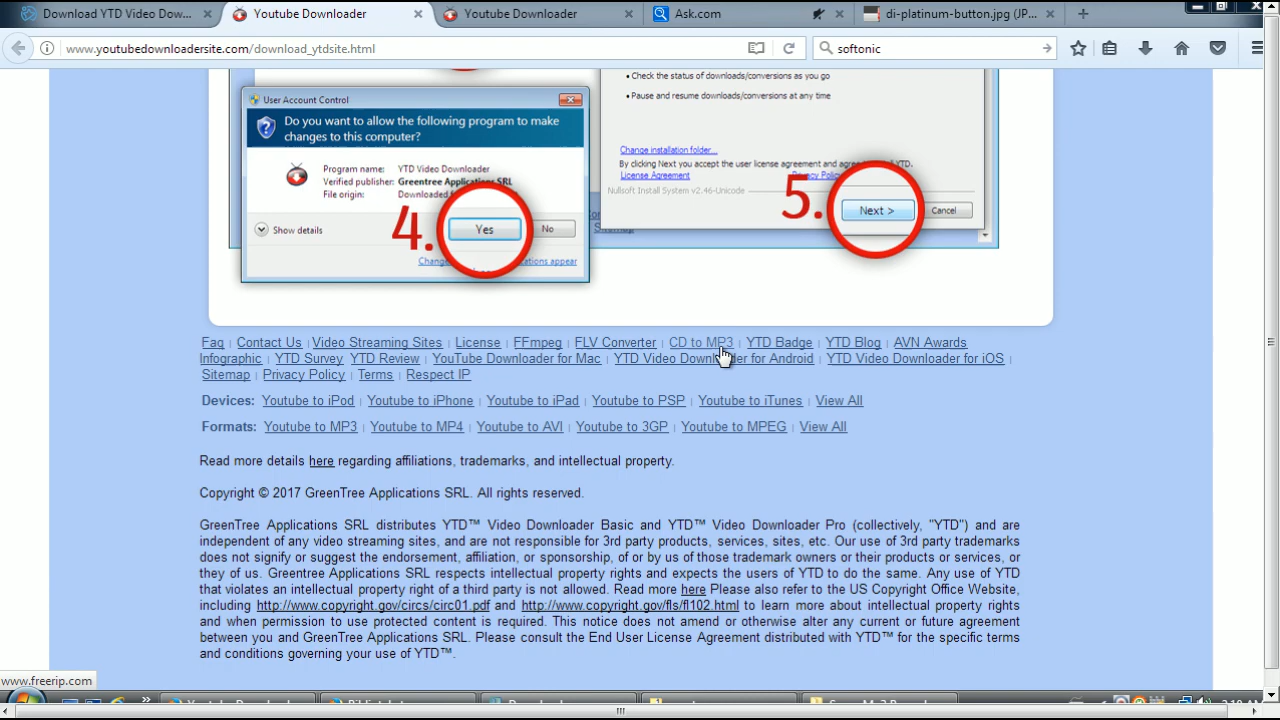 Download YTD Video Dow...
Youtube Downloader
Youtube Downloader
Ask.com
di-platinum-button.jpg (JP...
www.youtubedownloadersite.com/download_ytdsite.html
softonic
User Account Control
Do you want to allow the following program to make
changes to this computer?
Program name: YTD Video Downloader
Verified publisher: Greentree Applications SRL
File origin: Downloaded
4.
Show details
Yes
No
• Check the status of downloads/conversions as you go
• Pause and resume downloads/conversions at any time
Change installation folder...
By clicking Next you accept the user license agreement and
License Agreement
Nullsoft Install System v2.46-Unicode
5.
Next >
Cancel
Faq | Contact Us | Video Streaming Sites | License | FFmpeg | FLV Converter | CD to MP3 | YTD Badge | YTD Blog | AVN Awards
Infographic | YTD Survey YTD Review | YouTube Downloader for Mac | YTD Video Downloader for Android | YTD Video Downloader for iOS |
Sitemap | Privacy Policy | Terms | Respect IP
Devices: Youtube to iPod | Youtube to iPhone | Youtube to iPad | Youtube to PSP | Youtube to iTunes | View All
Formats: Youtube to MP3 | Youtube to MP4 | Youtube to AVI | Youtube to 3GP | Youtube to MPEG | View All
Read more details here regarding affiliations, trademarks, and intellectual property.
Copyright © 2017 GreenTree Applications SRL. All rights reserved.
GreenTree Applications SRL distributes YTD™ Video Downloader Basic and YTD™ Video Downloader Pro (collectively, "YTD") and are
independent of any video streaming sites, and are not responsible for 3rd party products, services, sites, etc. Our use of 3rd party trademarks
does not signify or suggest the endorsement, affiliation, or sponsorship, of or by us of those trademark owners or their products or services, or
they of us. Greentree Applications SRL respects intellectual property rights and expects the users of YTD to do the same. Any use of YTD
that infringes an intellectual property right of a third party is not allowed. Read more here Please also refer to the US Copyright Office Website,
including http://www.copyright.gov/circs/circ01.pdf and http://www.copyright.gov/fls/fl102.html to learn more about intellectual property rights
and when permission to use protected content is required. This notice does not amend or otherwise alter any current or future agreement
between you and GreenTree Applications SRL. Please consult the End User License Agreement distributed with YTD™ for the specific terms
and conditions governing your use of YTD™.
www.freerip.com